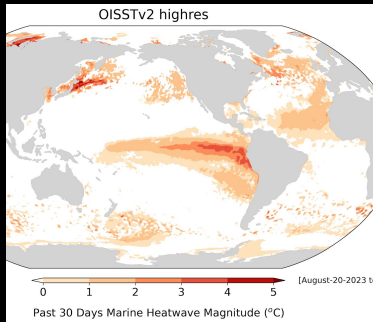 OISSTv2 highres
0 1 2 3 4 5
[August-20-2023 to
Past 30 Days Marine Heatwave Magnitude (°C)